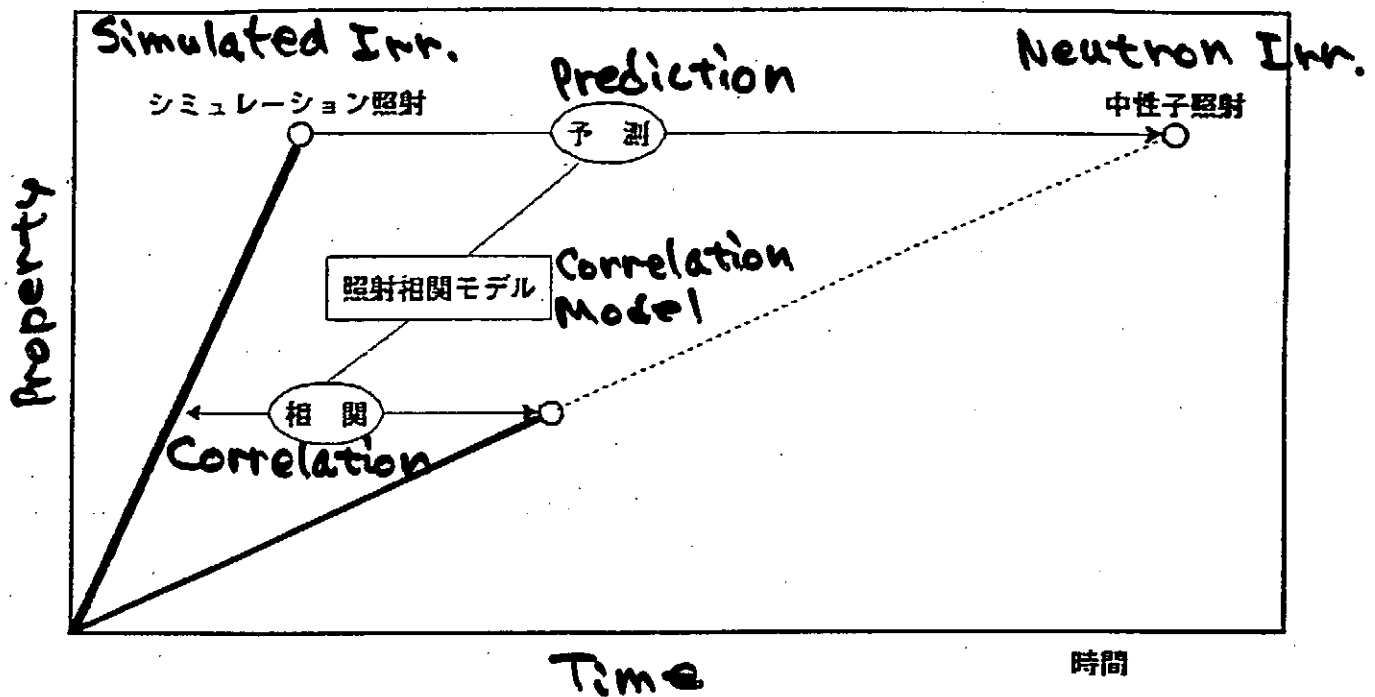 Simulated Irr.
Neutron Irr.
Prediction
シミュレーション照射
中性子照射
予測
Property
Correlation
照射相関モデル
Model
相関
Correlation
Time
時間